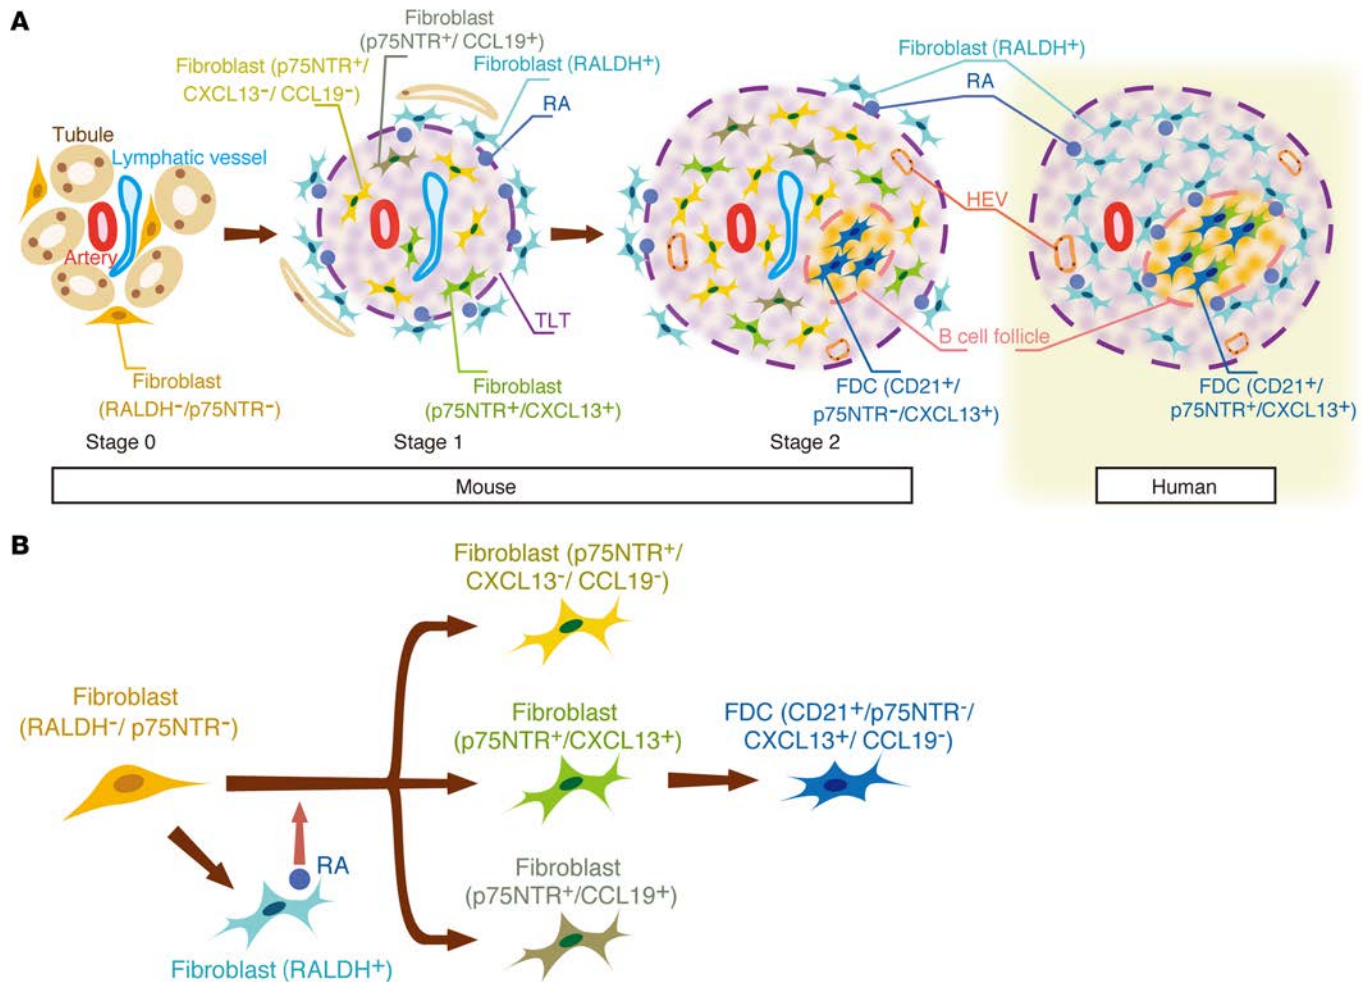 A
Fibroblast
(p75NTR⁺/ CCL19⁺)
Fibroblast (p75NTR⁺/
CXCL13⁻/ CCL19⁻)
Fibroblast (RALDH⁺)
RA
Tubule
Lymphatic vessel
Artery
TLT
Fibroblast
(RALDH⁻/p75NTR⁻)
Fibroblast
(p75NTR⁺/CXCL13⁺)
Fibroblast (RALDH⁺)
RA
HEV
B cell follicle
FDC (CD21⁺/
p75NTR⁻/CXCL13⁺)
FDC (CD21⁺/
p75NTR⁺/CXCL13⁺)
Stage 0
Stage 1
Stage 2
Mouse
Human
B
Fibroblast (p75NTR⁺/
CXCL13⁻/ CCL19⁻)
Fibroblast
(RALDH⁻/ p75NTR⁻)
Fibroblast
(p75NTR⁺/CXCL13⁺)
FDC (CD21⁺/p75NTR⁻/
CXCL13⁺/ CCL19⁻)
RA
Fibroblast (RALDH⁺)
Fibroblast
(p75NTR⁺/CCL19⁺)